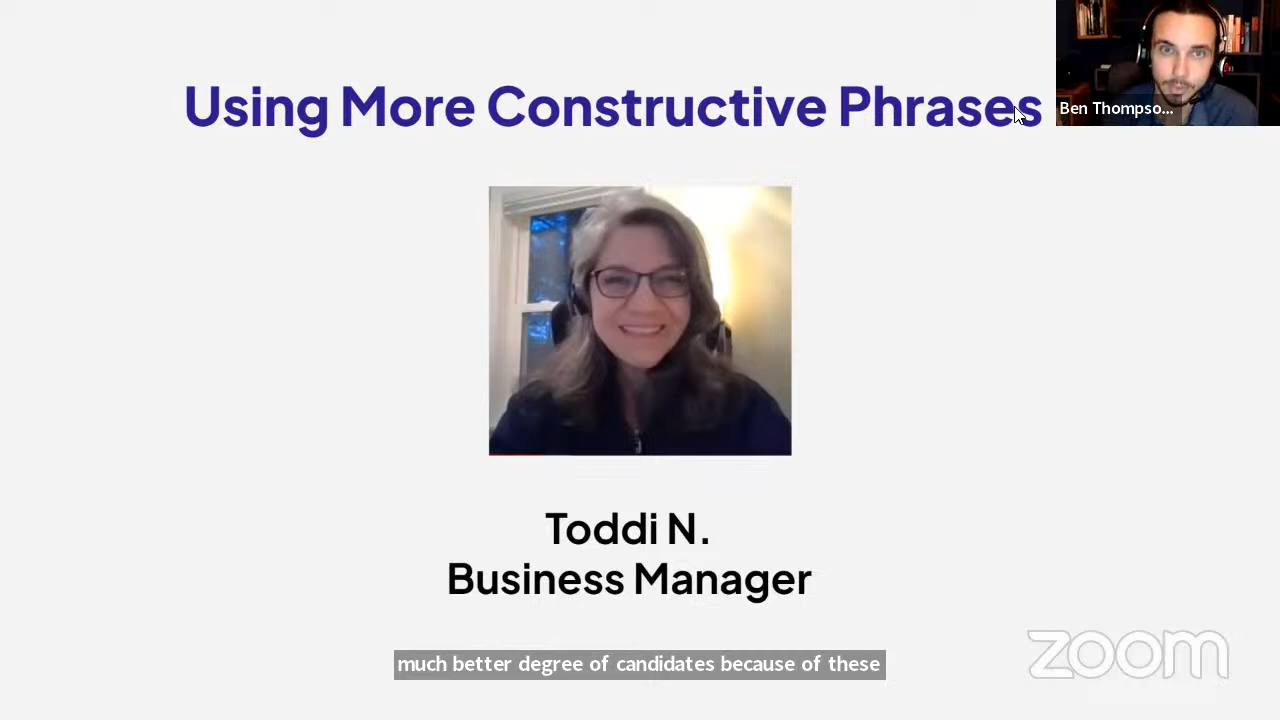 Using More Constructive Phrases
Ben Thompso...
Toddi N.
Business Manager
much better degree of candidates because of these
zoom